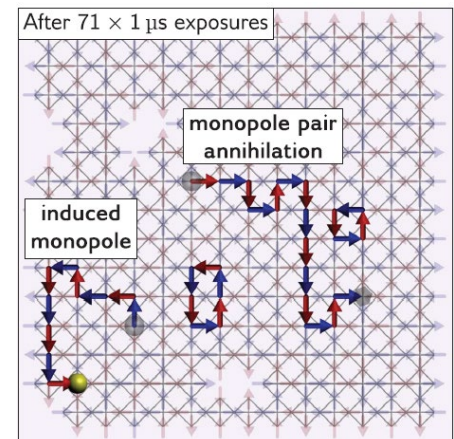 After 71 × 1 μs exposures
monopole pair
annihilation
induced
monopole